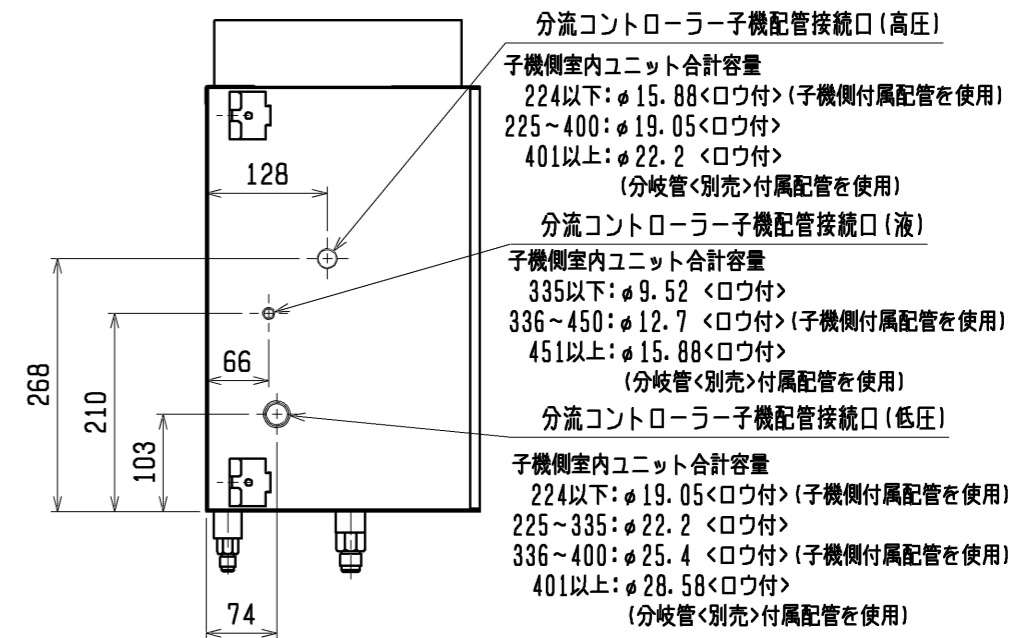 分流コントローラー子機配管接続口(高圧)
子機側室内ユニット合計容量
224以下:φ15.88<ロウ付>(子機側付属配管を使用)
225~400:φ19.05<ロウ付>
401以上:φ22.2 <ロウ付>
(分岐管<別売>付属配管を使用)
128
分流コントローラー子機配管接続口(液)
子機側室内ユニット合計容量
335以下:φ9.52 <ロウ付>
336~450:φ12.7 <ロウ付>(子機側付属配管を使用)
451以上:φ15.88<ロウ付>
(分岐管<別売>付属配管を使用)
66
268
210
103
分流コントローラー子機配管接続口(低圧)
子機側室内ユニット合計容量
224以下:φ19.05<ロウ付>(子機側付属配管を使用)
225~335:φ22.2 <ロウ付>
336~400:φ25.4 <ロウ付>(子機側付属配管を使用)
401以上:φ28.58<ロウ付>
(分岐管<別売>付属配管を使用)
74